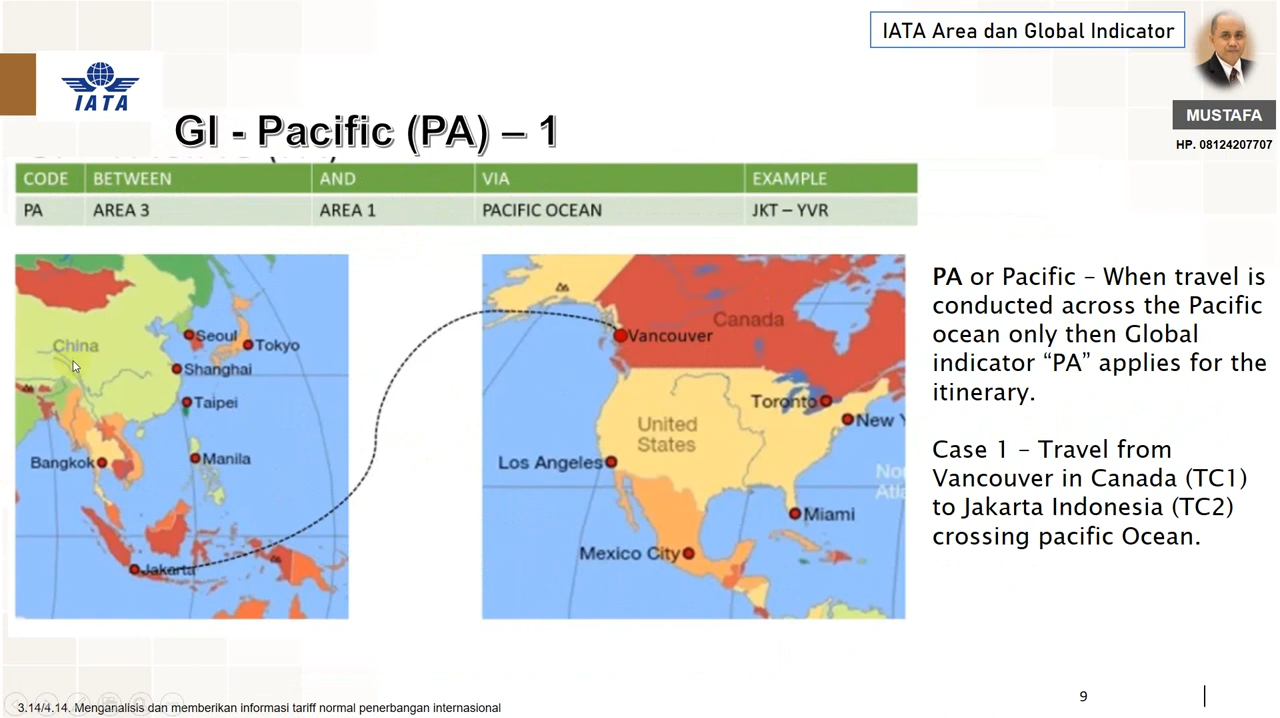 IATA Area dan Global Indicator
IATA
MUSTAFA
HP. 08124207707
GI - Pacific (PA) – 1
CODE BETWEEN AND VIA EXAMPLE
PA AREA 3 AREA 1 PACIFIC OCEAN JKT – YVR
China
Seoul
Tokyo
Shanghai
Taipei
Bangkok
Manila
Jakarta
Canada
Vancouver
Toronto
New Y
United
States
Los Angeles
Miami
Mexico City
No
Atl
PA or Pacific – When travel is
conducted across the Pacific
ocean only then Global
indicator “PA” applies for the
itinerary.
Case 1 – Travel from
Vancouver in Canada (TC1)
to Jakarta Indonesia (TC2)
crossing pacific Ocean.
3.14/4.14. Menganalisis dan memberikan informasi tariff normal penerbangan internasional
9